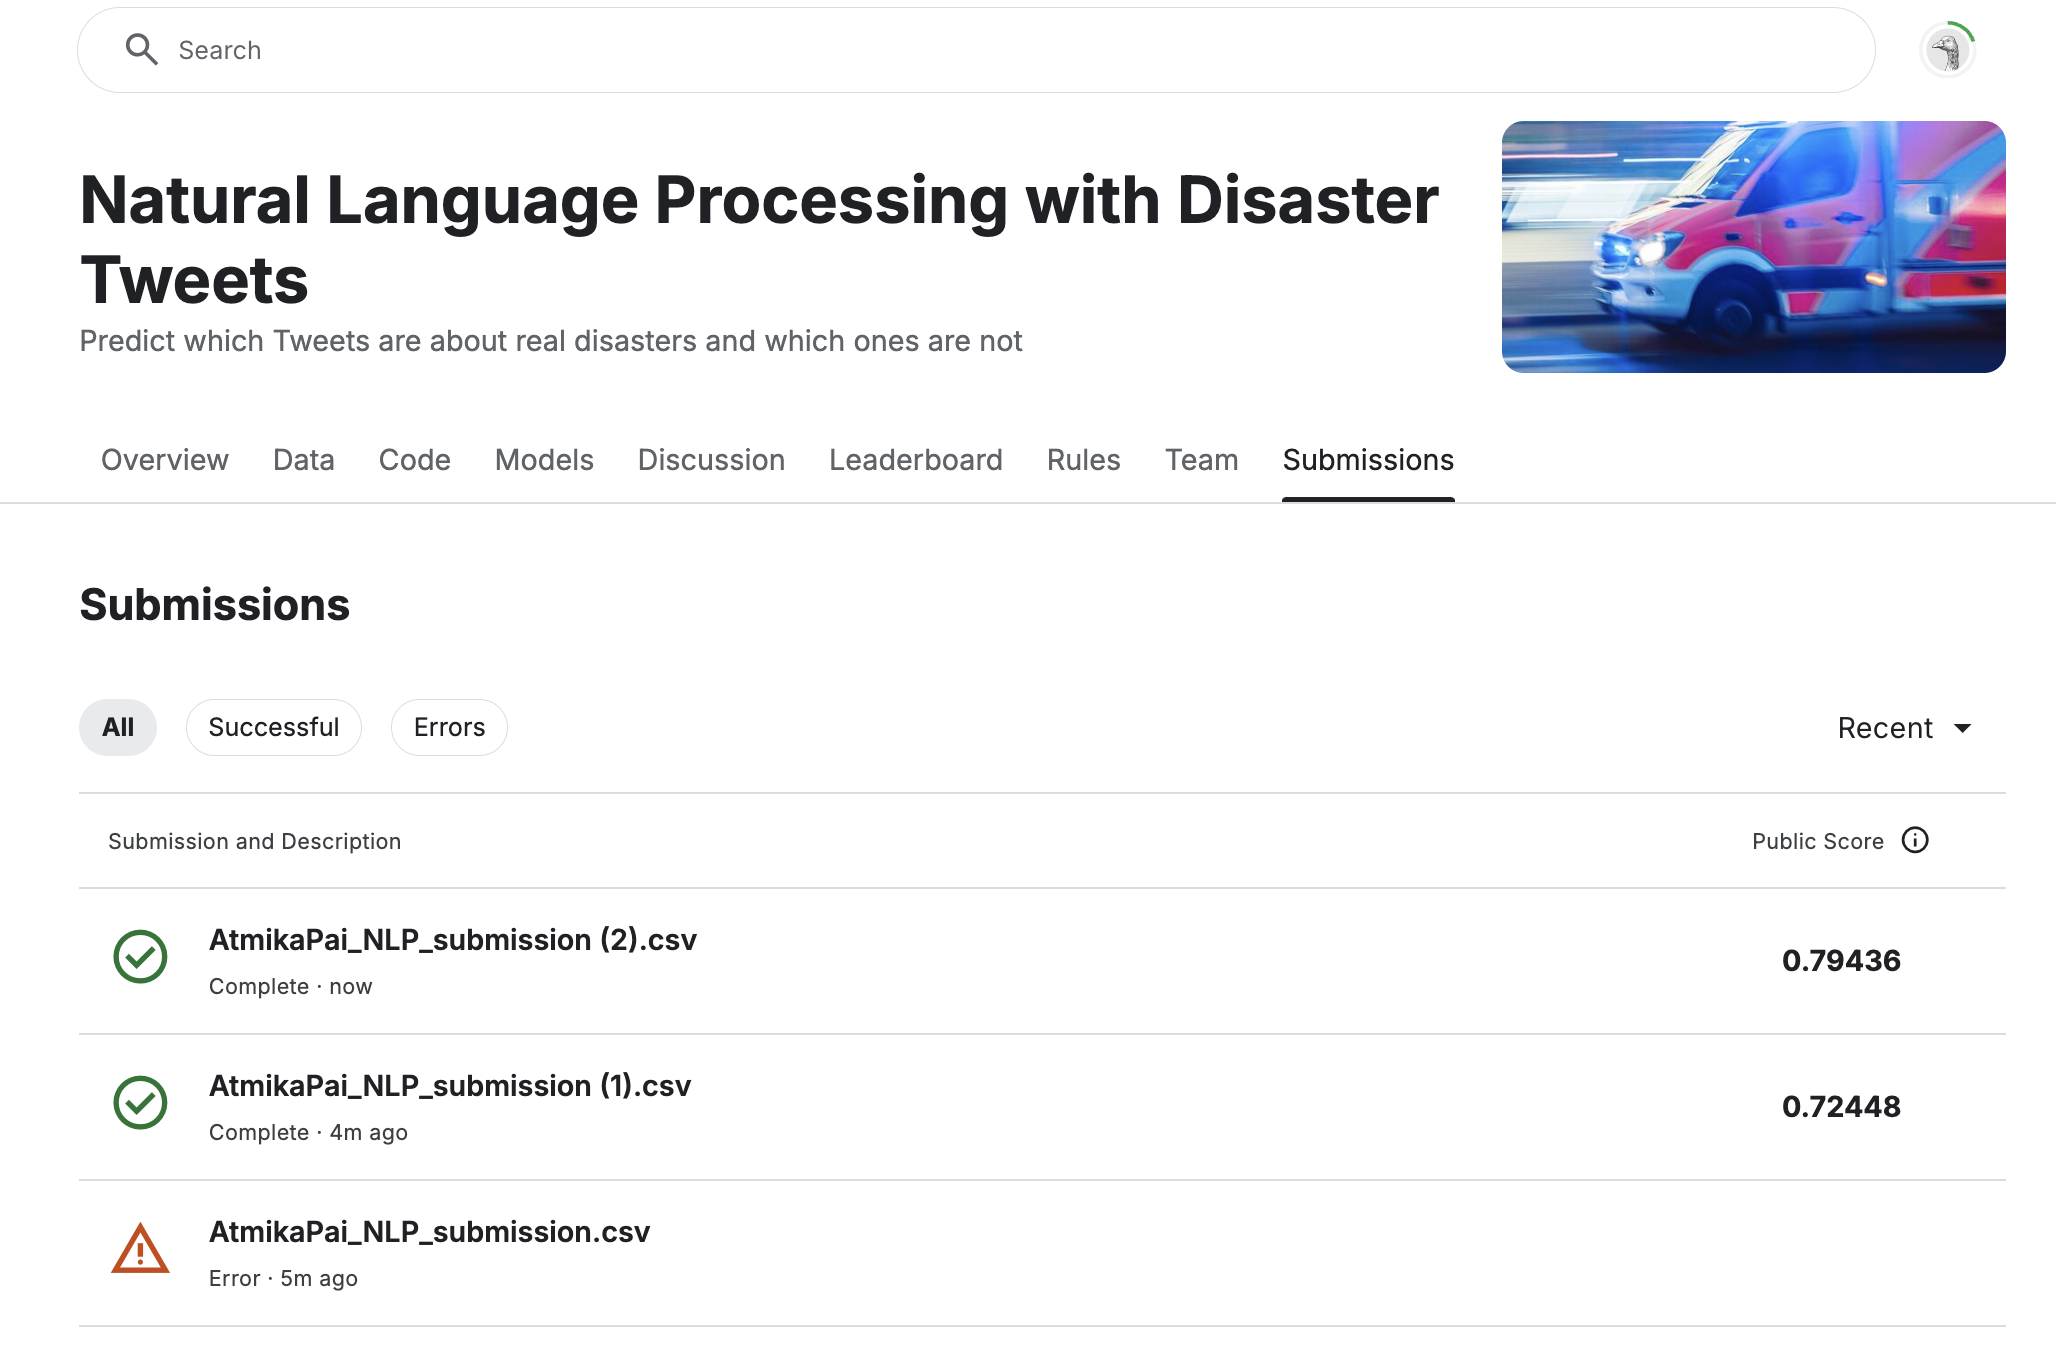 Search
Natural Language Processing with Disaster
Tweets
Predict which Tweets are about real disasters and which ones are not
Overview Data Code Models Discussion Leaderboard Rules Team Submissions
Submissions
All Successful Errors Recent
Submission and Description Public Score
AtmikaPai_NLP_submission (2).csv
Complete · now
0.79436
AtmikaPai_NLP_submission (1).csv
Complete · 4m ago
0.72448
AtmikaPai_NLP_submission.csv
Error · 5m ago